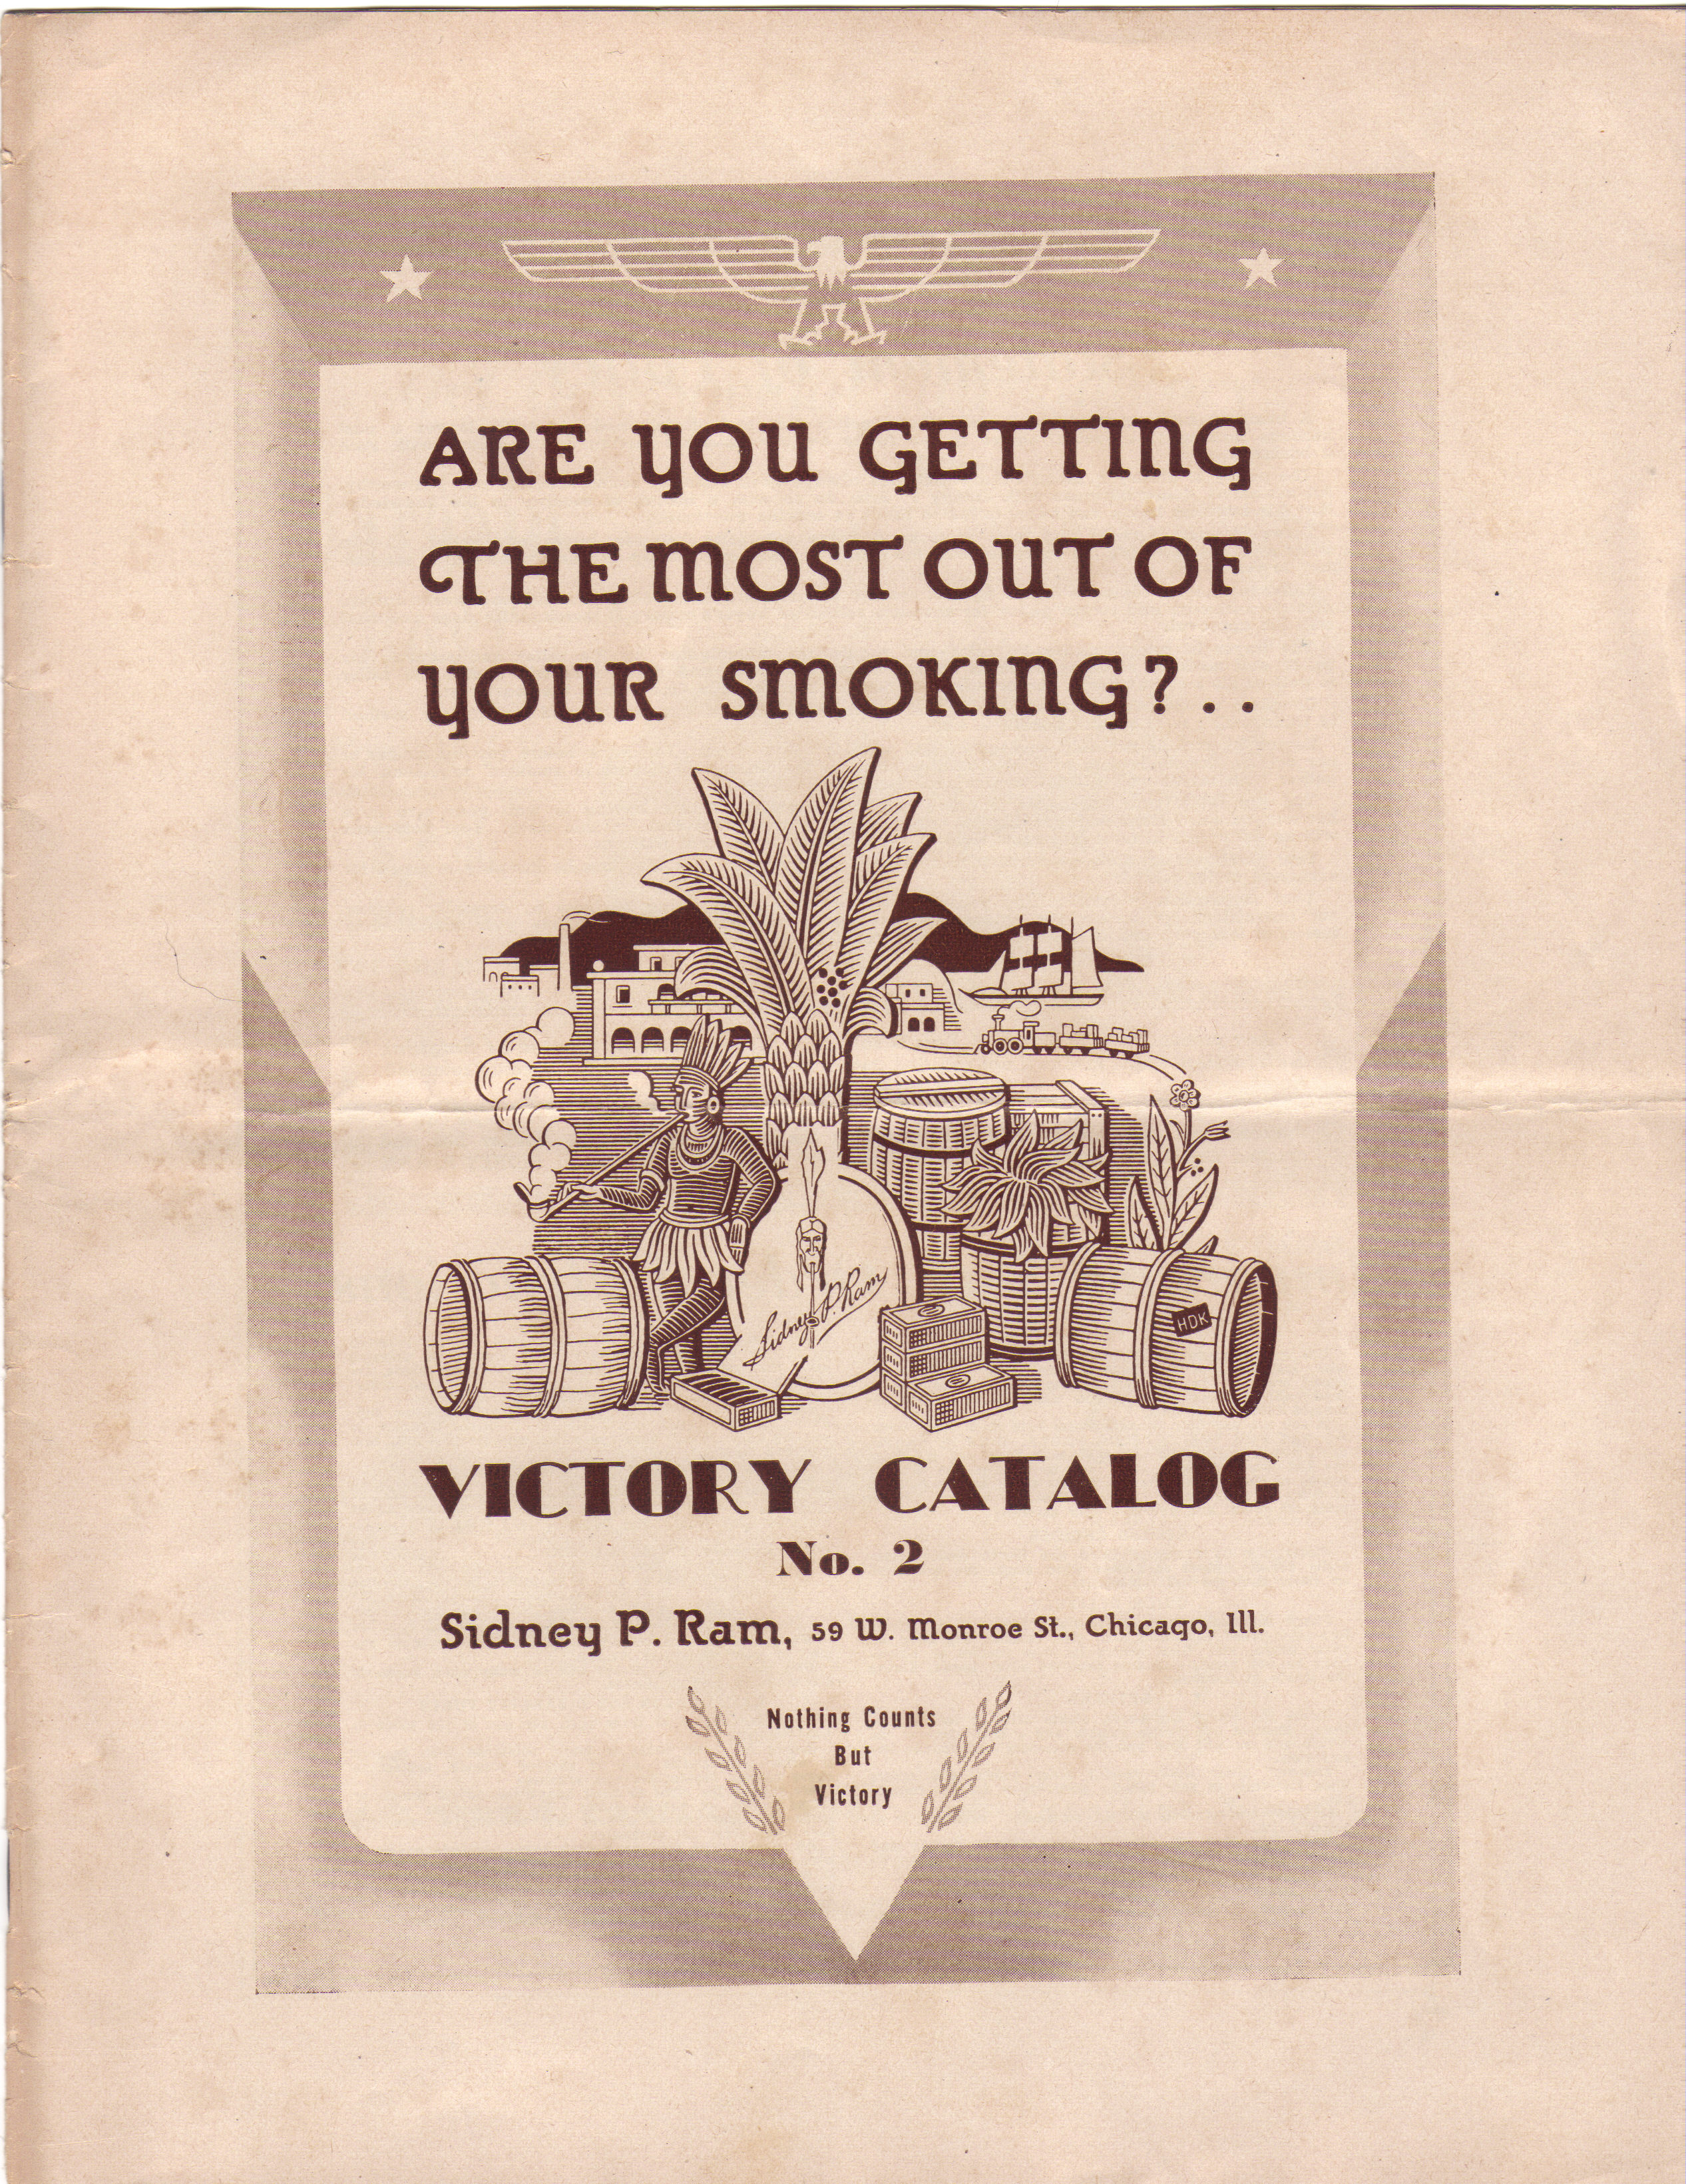 ARE YOU GETTING
THE MOST OUT OF
YOUR SMOKING?..
Sidney P. Ram
HDK
VICTORY CATALOG
No. 2
Sidney P. Ram, 59 W. Monroe St., Chicago, Ill.
Nothing Counts
But
Victory